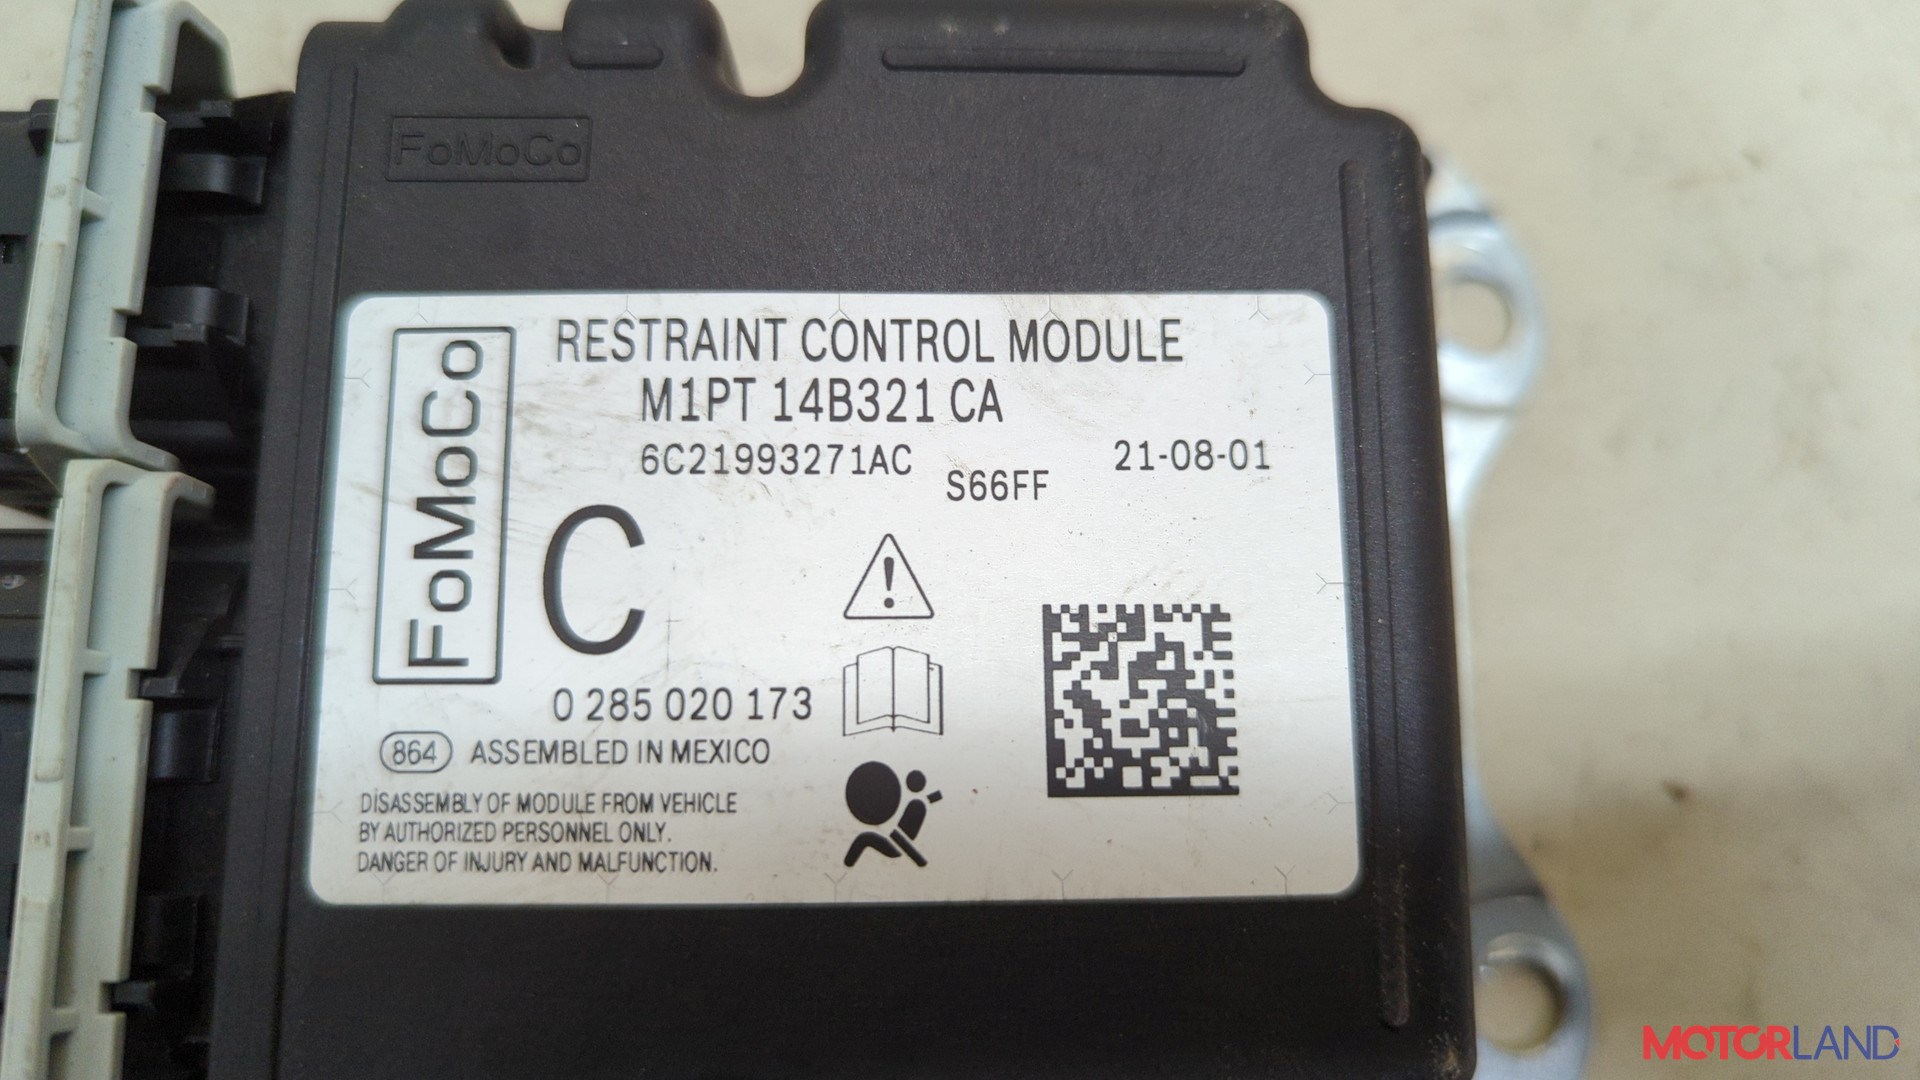 FoMoCo
FoMoCo
RESTRAINT CONTROL MODULE
M1PT 14B321 CA
6C21993271AC
S66FF
21-08-01
C
0 285 020 173
864 ASSEMBLED IN MEXICO
DISASSEMBLY OF MODULE FROM VEHICLE
BY AUTHORIZED PERSONNEL ONLY.
DANGER OF INJURY AND MALFUNCTION.
MOTORLAND